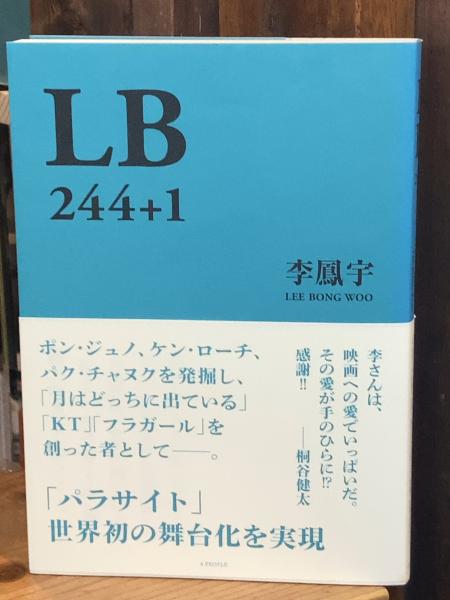 LB
244+1
李鳳宇
LEE BONG WOO
李さんは、
映画への愛でいっぱいだ。
その愛が手のひらに!?
感謝!!
──桐谷健太
ポン・ジュノ、ケン・ローチ、
パク・チャヌクを発掘し、
「月はどっちに出ている」
「KT」「フラガール」を
創った者として──。
「パラサイト」
世界初の舞台化を実現
A PEOPLE